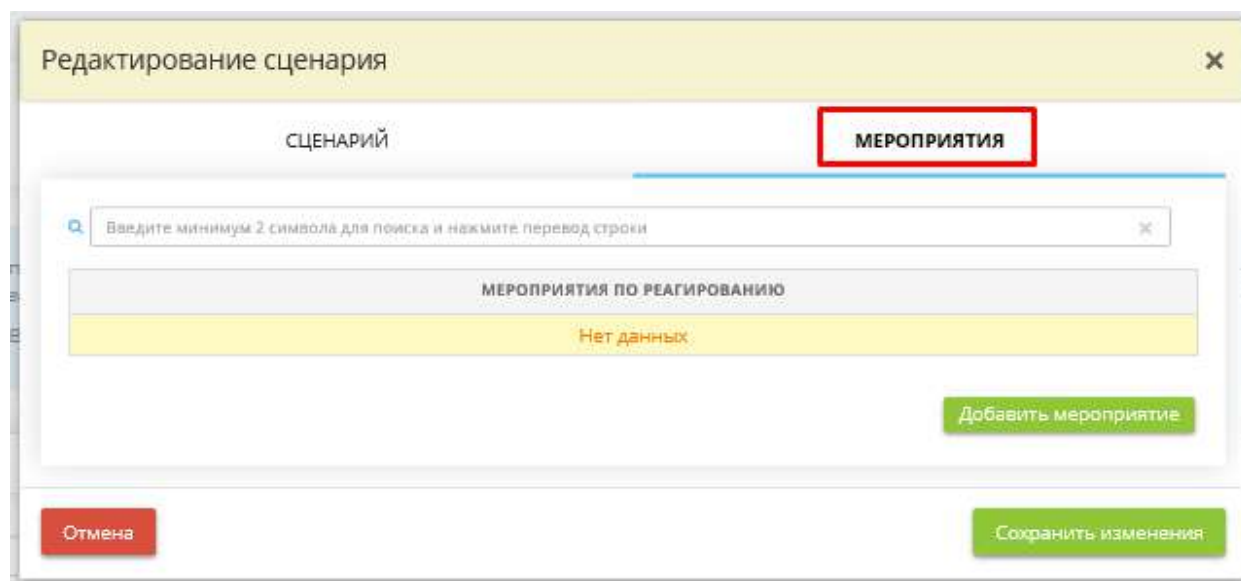 Редактирование сценария
СЦЕНАРИЙ
МЕРОПРИЯТИЯ
Введите минимум 2 символа для поиска и нажмите перевод строки
МЕРОПРИЯТИЯ ПО РЕАГИРОВАНИЮ
Нет данных
Добавить мероприятие
Отмена
Сохранить изменения